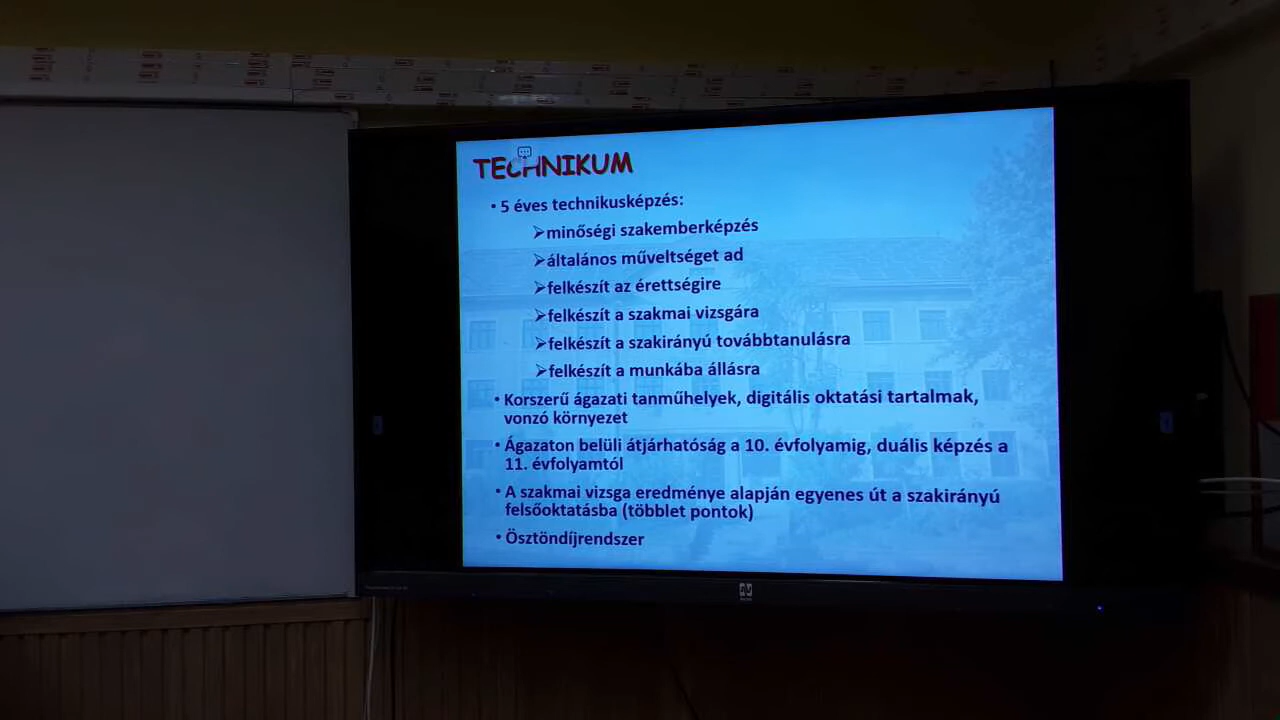 TECHNIKUM
• 5 éves technikusképzés:
➢minőségi szakemberképzés
➢általános műveltséget ad
➢felkészít az érettségire
➢felkészít a szakmai vizsgára
➢felkészít a szakirányú továbbtanulásra
➢felkészít a munkába állásra
• Korszerű ágazati tanműhelyek, digitális oktatási tartalmak,
vonzó környezet
• Ágazaton belüli átjárhatóság a 10. évfolyamig, duális képzés a
11. évfolyamtól
• A szakmai vizsga eredménye alapján egyenes út a szakirányú
felsőoktatásba (többlet pontok)
• Ösztöndíjrendszer